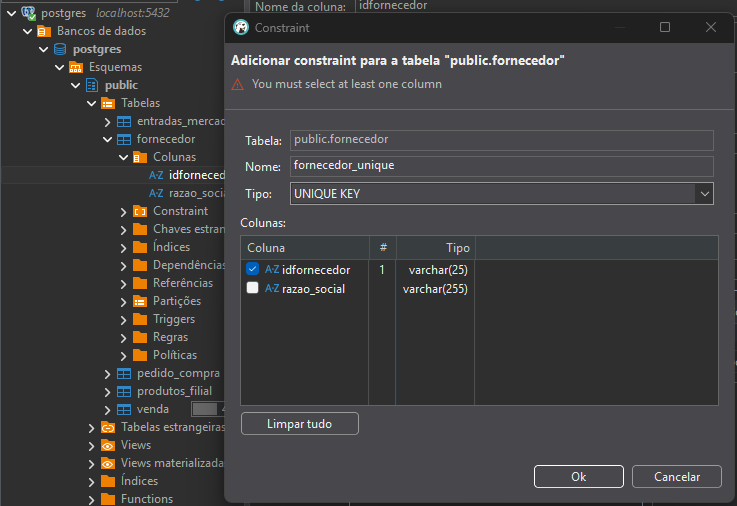 postgres localhost:5432
Bancos de dados
postgres
Esquemas
public
Tabelas
entradas_mercad
fornecedor
Colunas
A-Z idforneced
A-Z razao_socia
Constraint
Chaves estran
Índices
Dependências
Referências
Partições
Triggers
Regras
Políticas
pedido_compra
produtos_filial
venda
Tabelas estrangeiras
Views
Views materializada
Índices
Functions
Nome da coluna: idfornecedor
Constraint
Adicionar constraint para a tabela "public.fornecedor"
You must select at least one column
Tabela: public.fornecedor
Nome: fornecedor_unique
Tipo: UNIQUE KEY
Colunas:
Coluna # Tipo
A-Z idfornecedor 1 varchar(25)
A-Z razao_social varchar(255)
Limpar tudo
Ok Cancelar